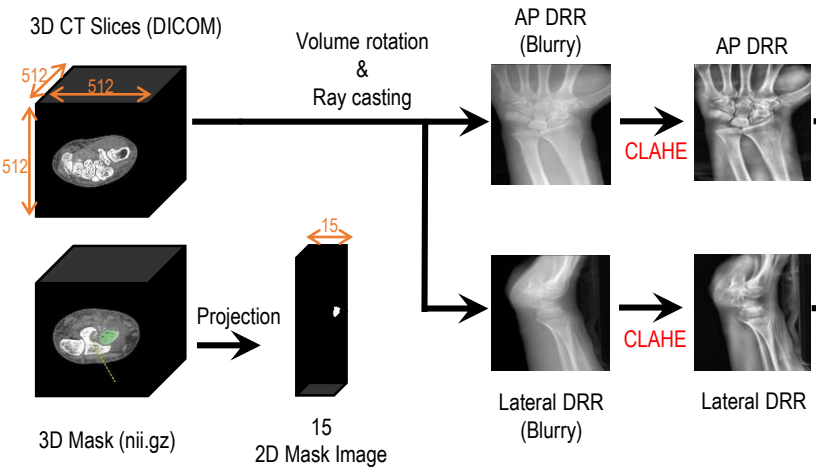 3D CT Slices (DICOM)
512
512
512
Volume rotation
&
Ray casting
AP DRR
(Blurry)
CLAHE
AP DRR
Projection
15
CLAHE
3D Mask (nii.gz)
15
2D Mask Image
Lateral DRR
(Blurry)
Lateral DRR